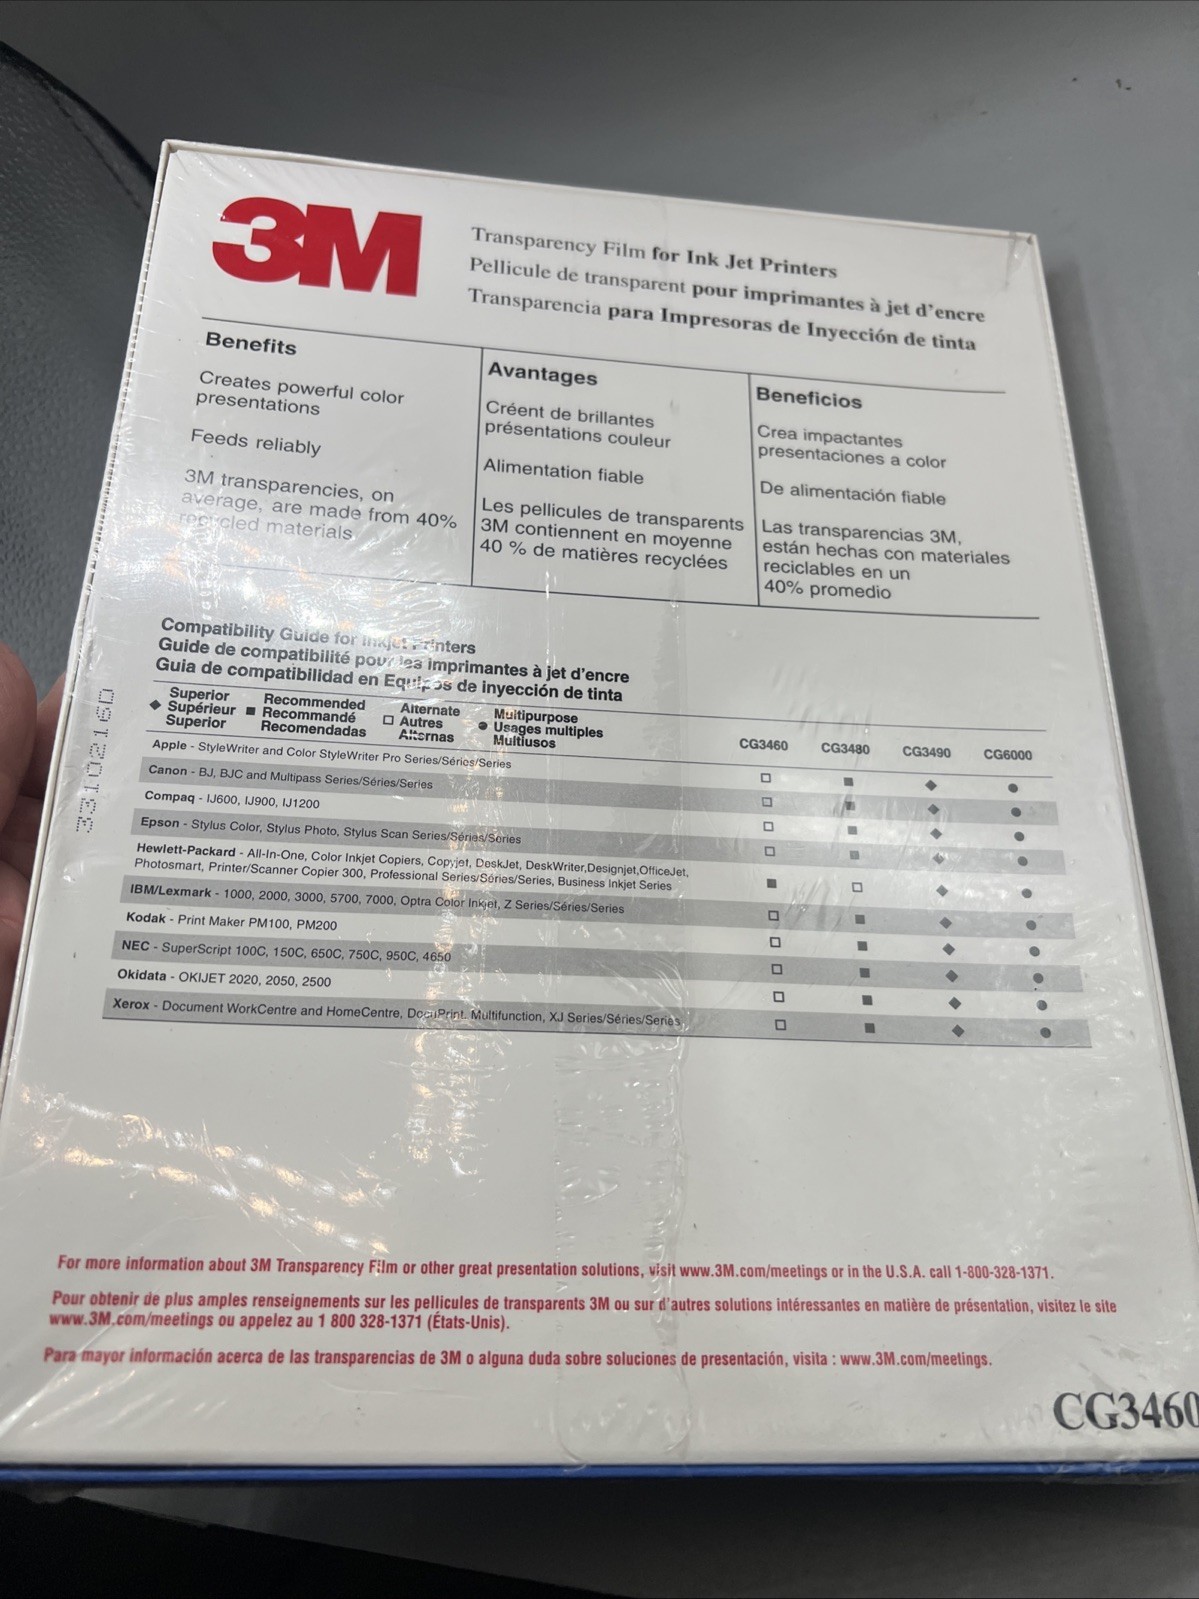 3M
Transparency Film for Ink Jet Printers
Pellicule de transparent pour imprimantes à jet d'encre
Transparencia para Impresoras de Inyección de tinta
Benefits
Creates powerful color
presentations
Feeds reliably
3M transparencies, on
average, are made from 40%
recycled materials
Avantages
Créent de brillantes
présentations couleur
Alimentation fiable
Les pellicules de transparents
3M contiennent en moyenne
40 % de matières recyclées
Beneficios
Crea impactantes
presentaciones a color
De alimentación fiable
Las transparencias 3M,
están hechas con materiales
reciclables en un
40% promedio
Compatibility Guide for Inkjet Printers
Guide de compatibilité pour les imprimantes à jet d'encre
Guia de compatibilidad en Equipos de inyección de tinta
◆ Superior
Supérieur
Superior
■ Recommended
Recommandé
Recomendadas
□ Alternate
Autres
Alternas
● Multipurpose
Usages multiples
Multiusos
CG3460 CG3480 CG3490 CG6000
Apple - StyleWriter and Color StyleWriter Pro Series/Séries/Series □ ■ ◆ ●
Canon - BJ, BJC and Multipass Series/Séries/Series □ ■ ◆ ●
Compaq - IJ600, IJ900, IJ1200 □ ■ ◆ ●
Epson - Stylus Color, Stylus Photo, Stylus Scan Series/Séries/Series □ ■ ◆ ●
Hewlett-Packard - All-In-One, Color Inkjet Copiers, Copyjet, DeskJet, DeskWriter,Designjet,OfficeJet,
Photosmart, Printer/Scanner Copier 300, Professional Series/Séries/Series, Business Inkjet Series ■ □ ◆ ●
IBM/Lexmark - 1000, 2000, 3000, 5700, 7000, Optra Color Inkjet, Z Series/Séries/Series □ ■ ◆ ●
Kodak - Print Maker PM100, PM200 □ ■ ◆ ●
NEC - SuperScript 100C, 150C, 650C, 750C, 950C, 4650 □ ■ ◆ ●
Okidata - OKIJET 2020, 2050, 2500 □ ■ ◆ ●
Xerox - Document WorkCentre and HomeCentre, DocuPrint, Multifunction, XJ Series/Séries/Series □ ■ ◆ ●
33102160
For more information about 3M Transparency Film or other great presentation solutions, visit www.3M.com/meetings or in the U.S.A. call 1-800-328-1371.
Pour obtenir de plus amples renseignements sur les pellicules de transparents 3M ou sur d'autres solutions intéressantes en matière de présentation, visitez le site
www.3M.com/meetings ou appelez au 1 800 328-1371 (États-Unis).
Para mayor información acerca de las transparencias de 3M o alguna duda sobre soluciones de presentación, visita : www.3M.com/meetings.
CG3460